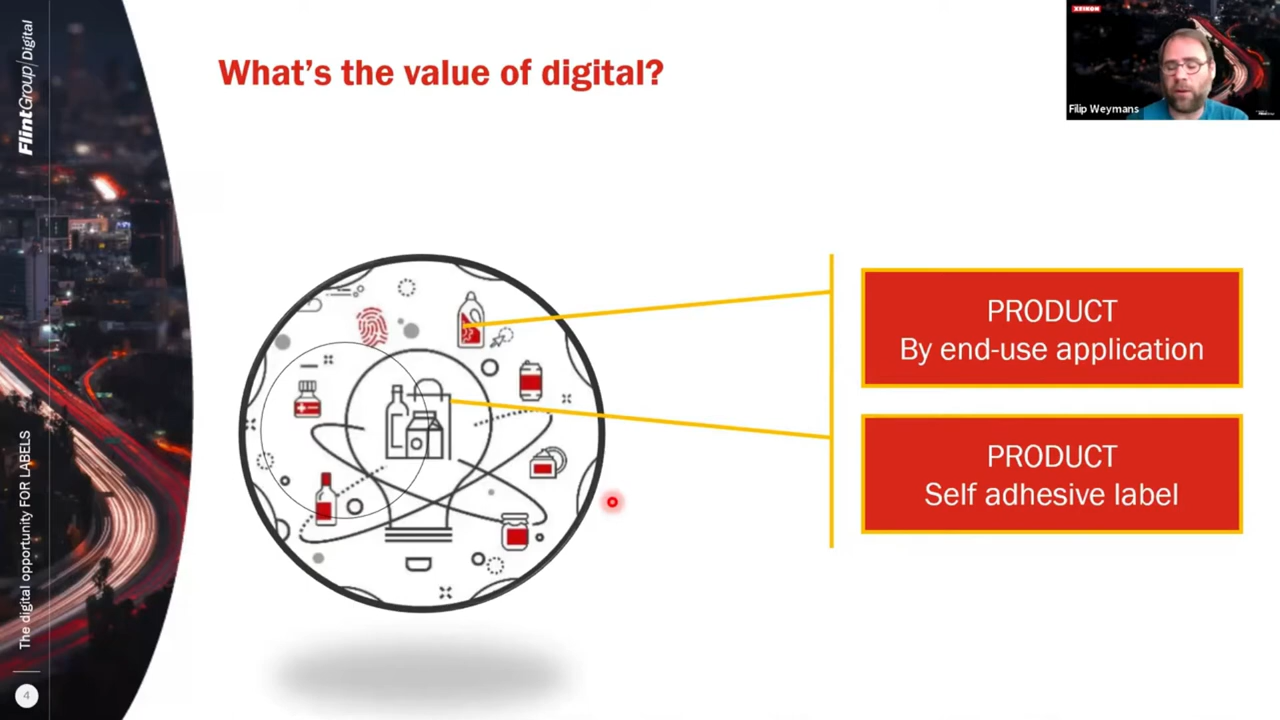 What's the value of digital?
XEIKON
Filip Weymans
PRODUCT
By end-use application
PRODUCT
Self adhesive label
FlintGroup|Digital
The digital opportunity FOR LABELS
4